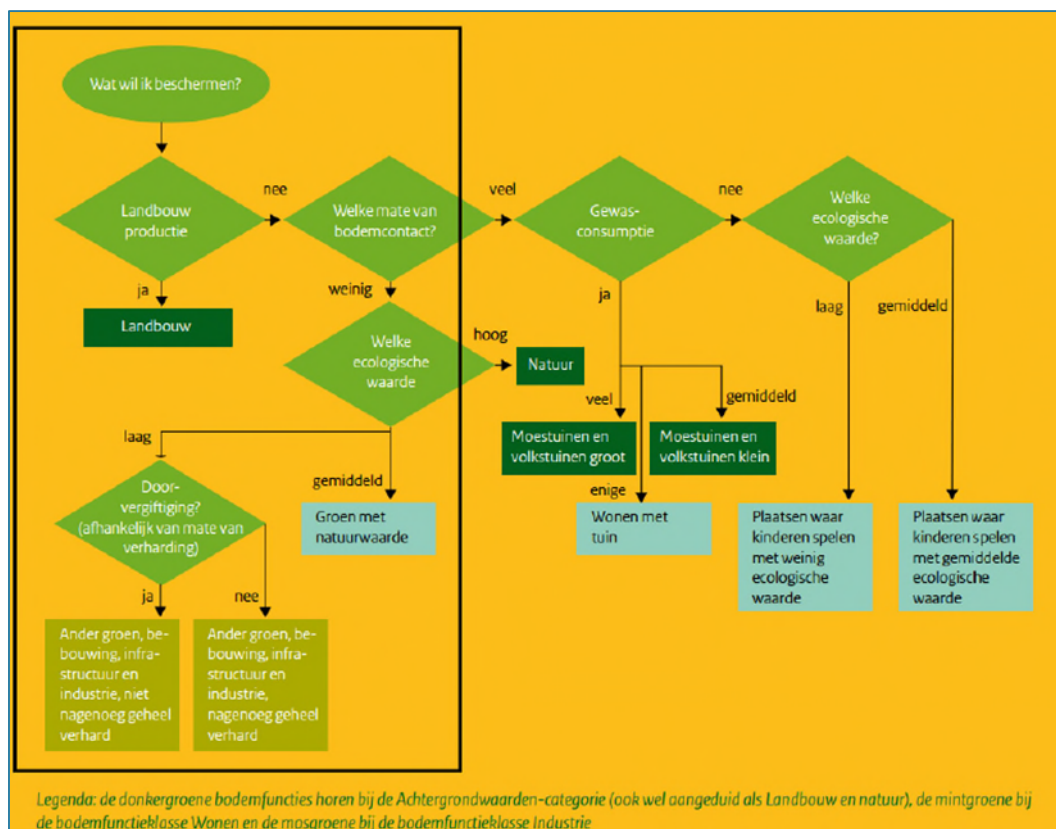 Wat wil ik beschermen?
Landbouw
productie
nee
Welke mate van
bodemcontact?
veel
Gewas-
consumptie
nee
Welke
ecologische
waarde?
ja
Landbouw
weinig
Welke
ecologische
waarde
hoog
Natuur
ja
veel
Moestuinen en
volkstuinen groot
gemiddeld
Moestuinen en
volkstuinen klein
enige
Wonen met
tuin
laag
Plaatsen waar
kinderen spelen
met weinig
ecologische
waarde
gemiddeld
Plaatsen waar
kinderen spelen
met gemiddelde
ecologische
waarde
laag
Door-
vergiftiging?
(afhankelijk van mate van
verharding)
gemiddeld
Groen met
natuurwaarde
ja
Ander groen, be-
bouwing, infra-
structuur en
industrie, niet
nagenoeg geheel
verhard
nee
Ander groen, be-
bouwing, infra-
structuur en
industrie,
nagenoeg geheel
verhard
Legenda: de donkergroene bodemfuncties horen bij de Achtergrondwaarden-categorie (ook wel aangeduid als Landbouw en natuur), de mintgroene bij
de bodemfunctieklasse Wonen en de mosgroene bij de bodemfunctieklasse Industrie